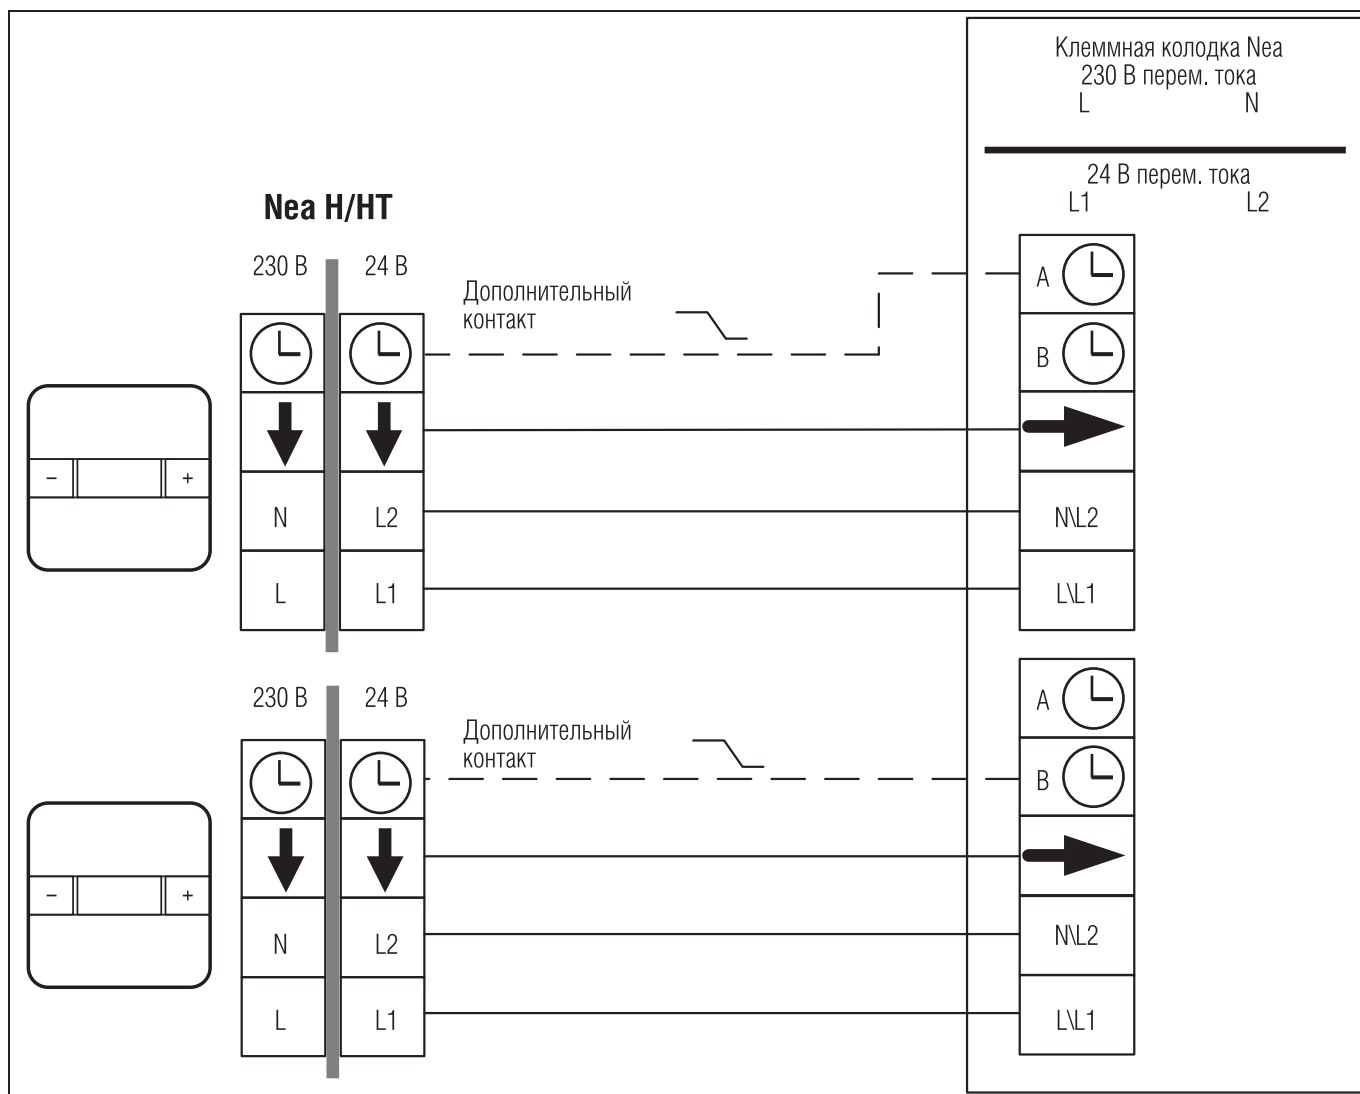 Клеммная колодка Nea
230 В перем. тока
L N
24 В перем. тока
L1 L2
Nea H/HT
230 В 24 В
Дополнительный
контакт
A
B
N L2 N\L2
L L1 L\L1
230 В 24 В
Дополнительный
контакт
A
B
N L2 N\L2
L L1 L\L1
- +
- +